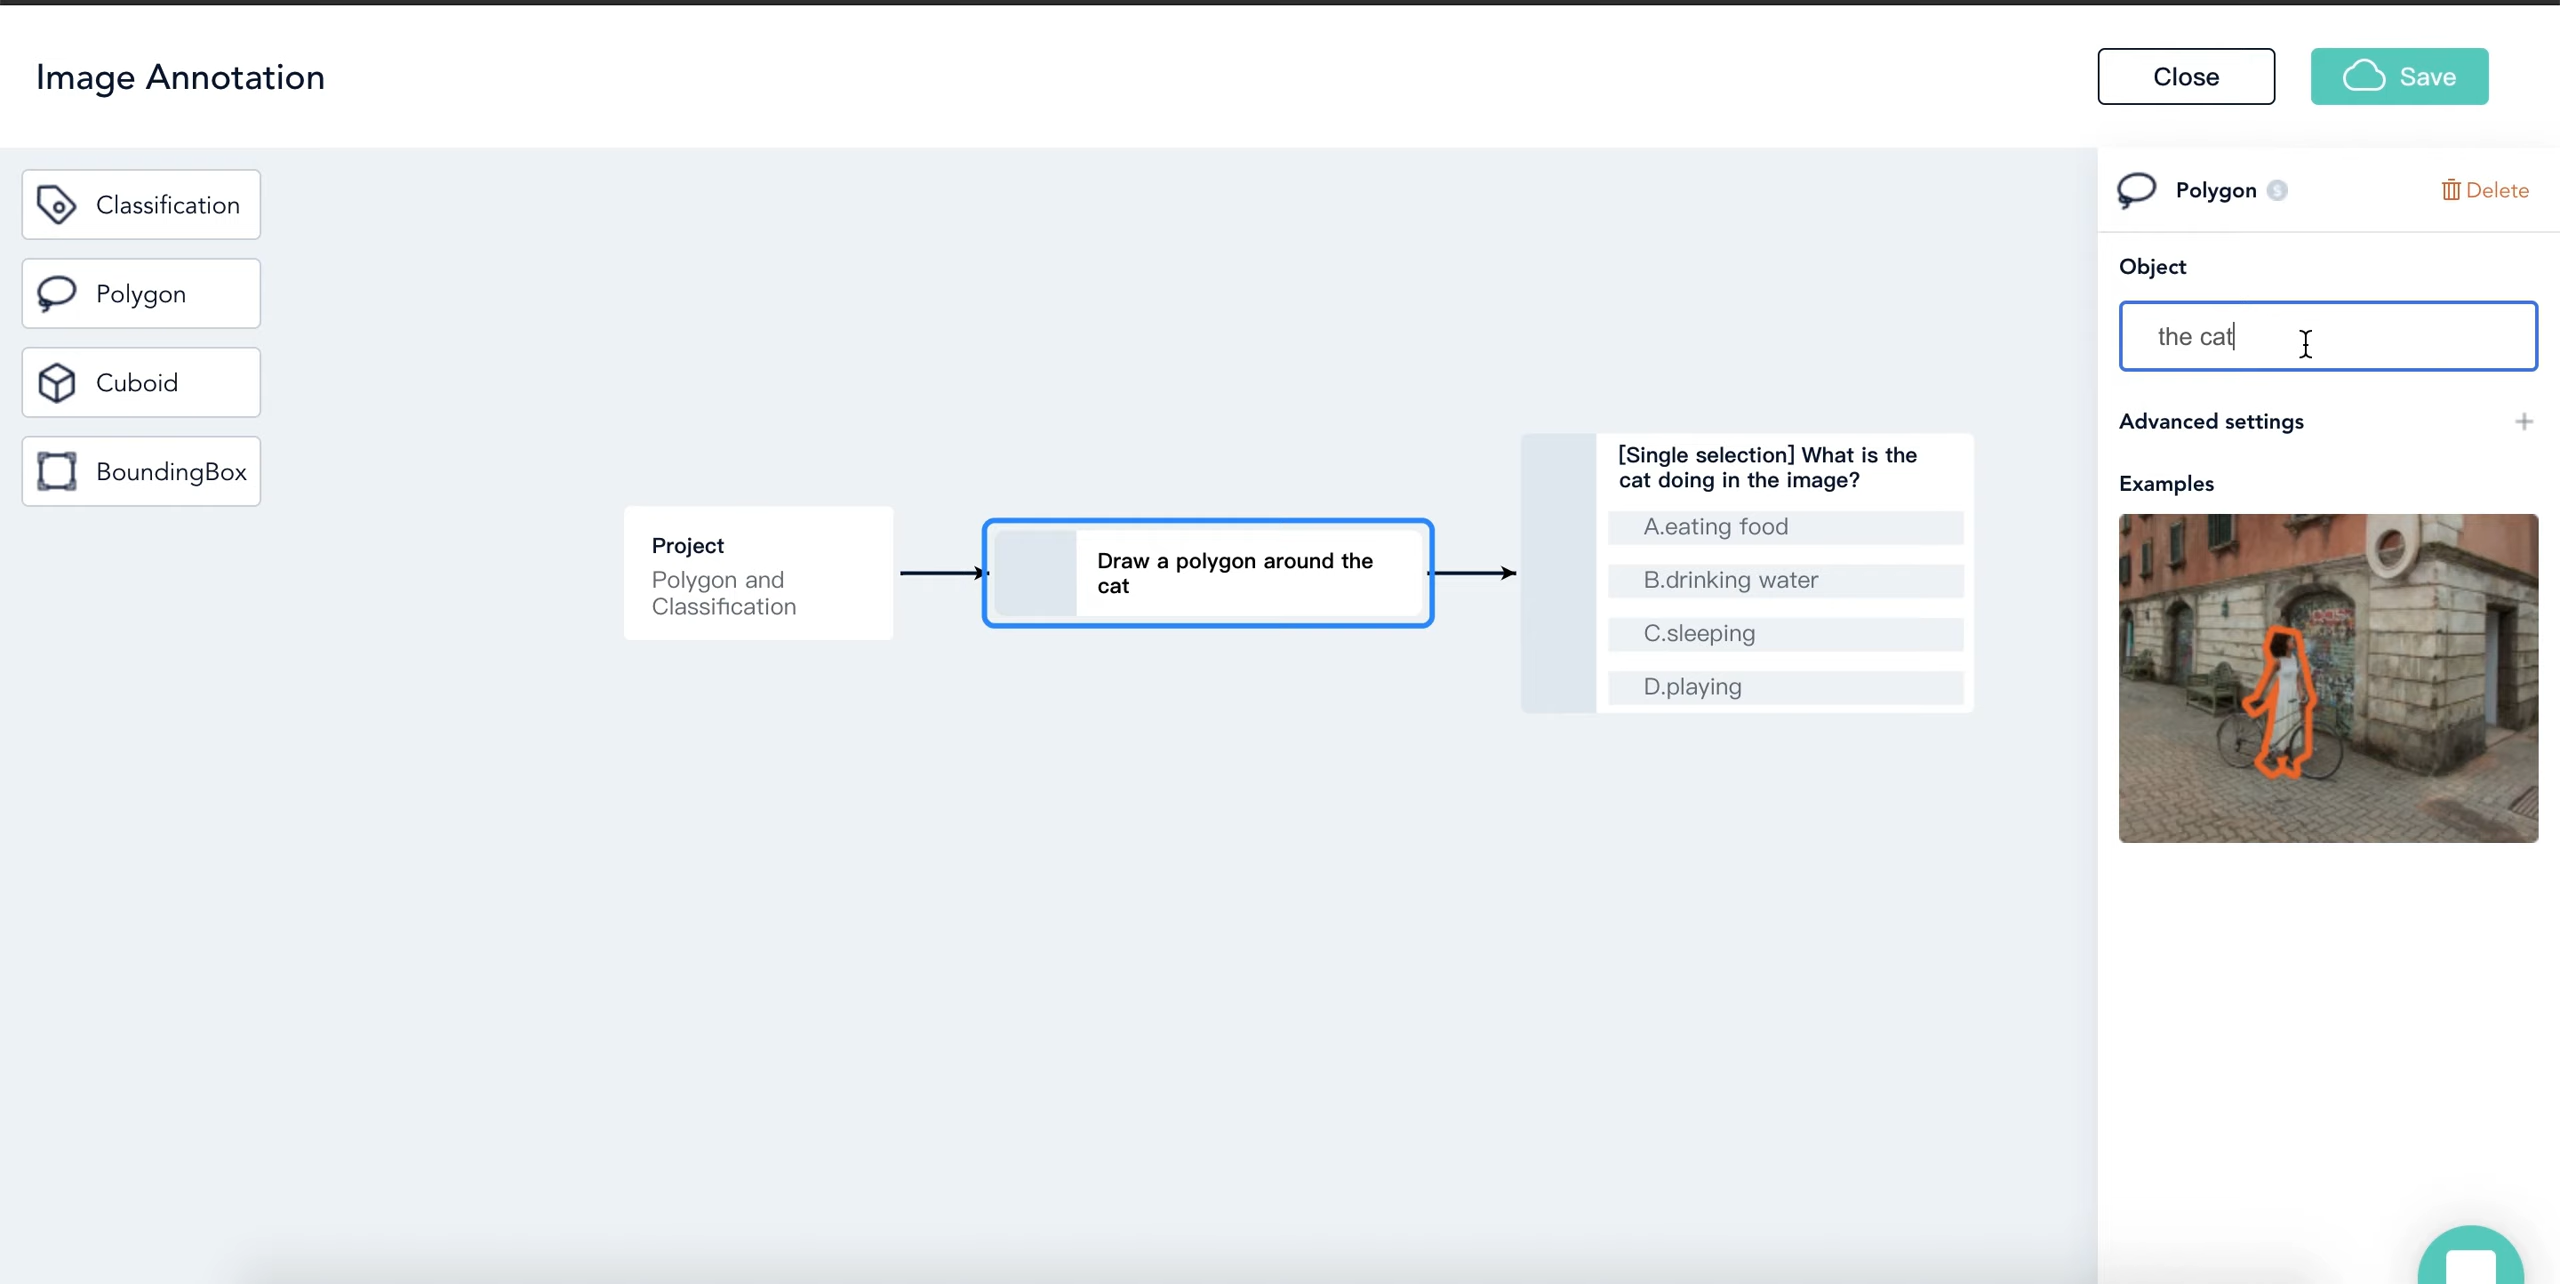 Image Annotation
Close
Save
Classification
Polygon
Cuboid
BoundingBox
Project
Polygon and
Classification
Draw a polygon around the
cat
[Single selection] What is the
cat doing in the image?
A.eating food
B.drinking water
C.sleeping
D.playing
Polygon
Delete
Object
the cat
Advanced settings
Examples